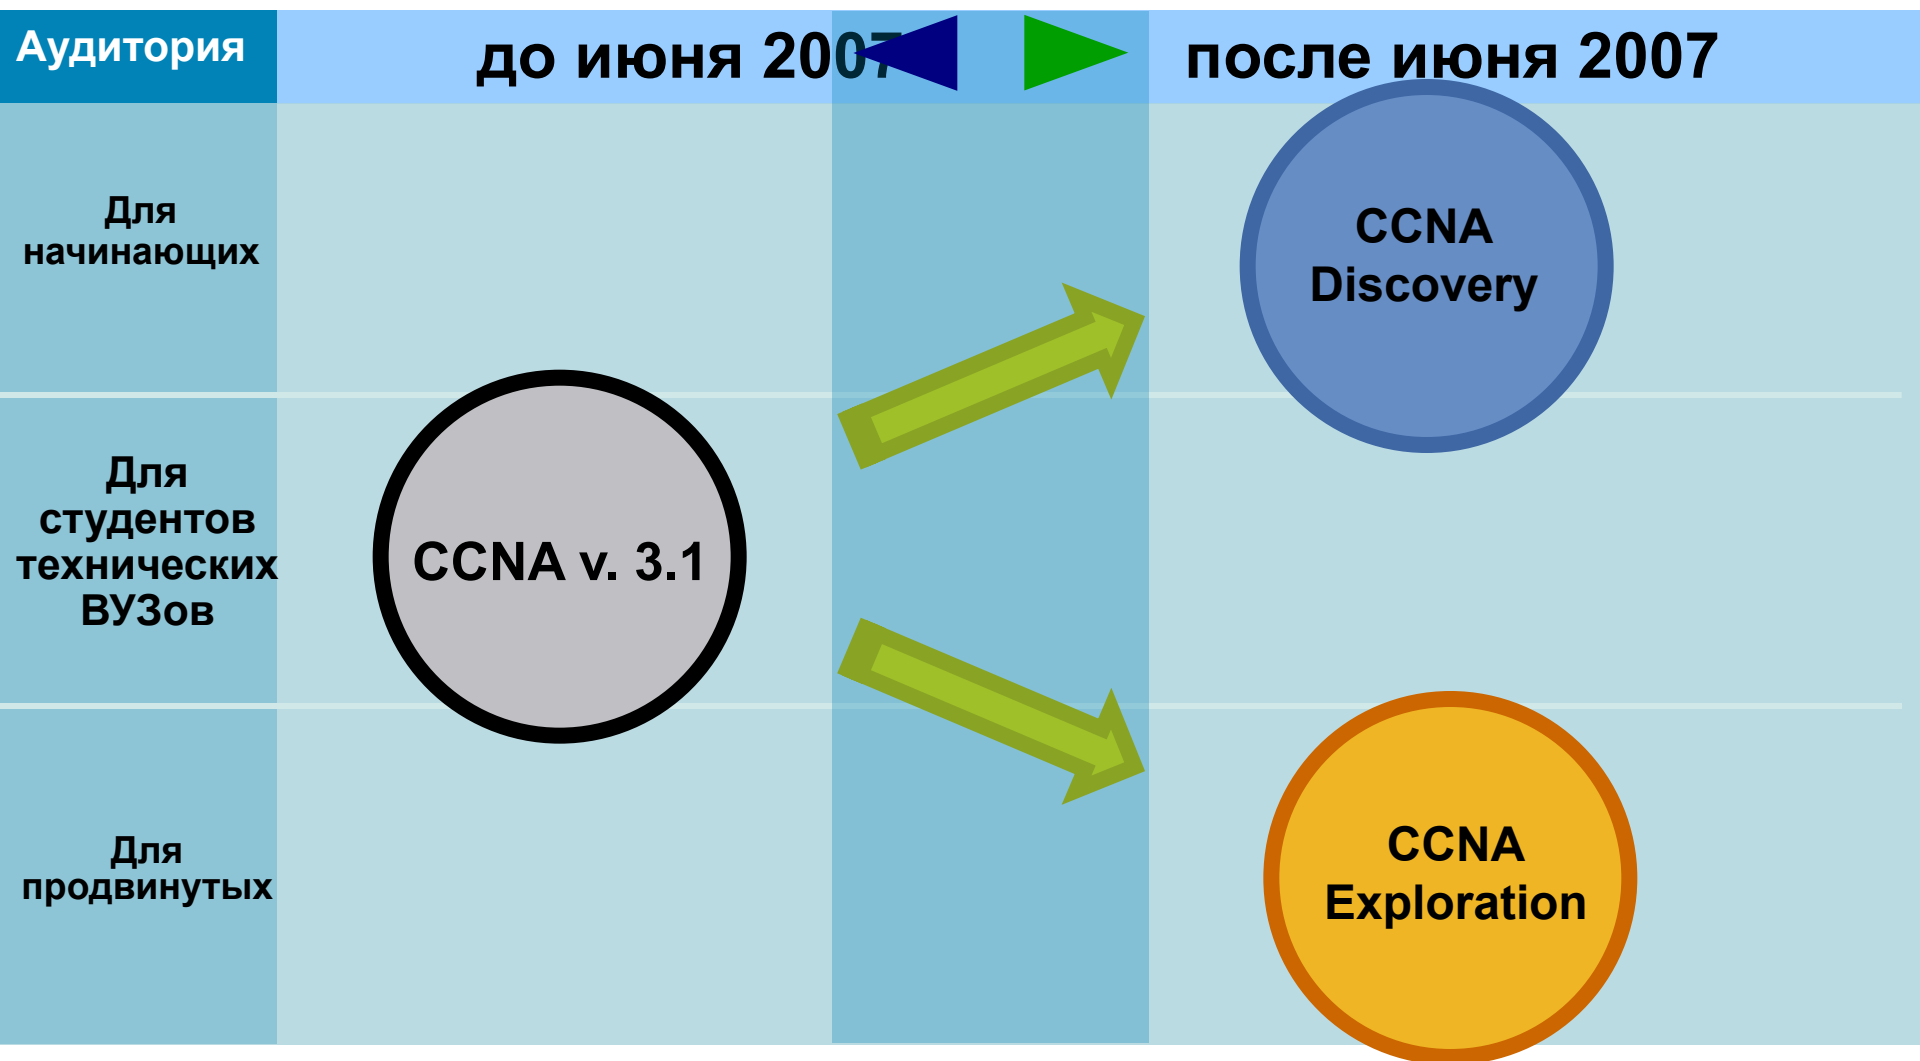 Аудитория
до июня 2007
после июня 2007
Для
начинающих
CCNA
Discovery
Для
студентов
технических
ВУЗов
CCNA v. 3.1
Для
продвинутых
CCNA
Exploration